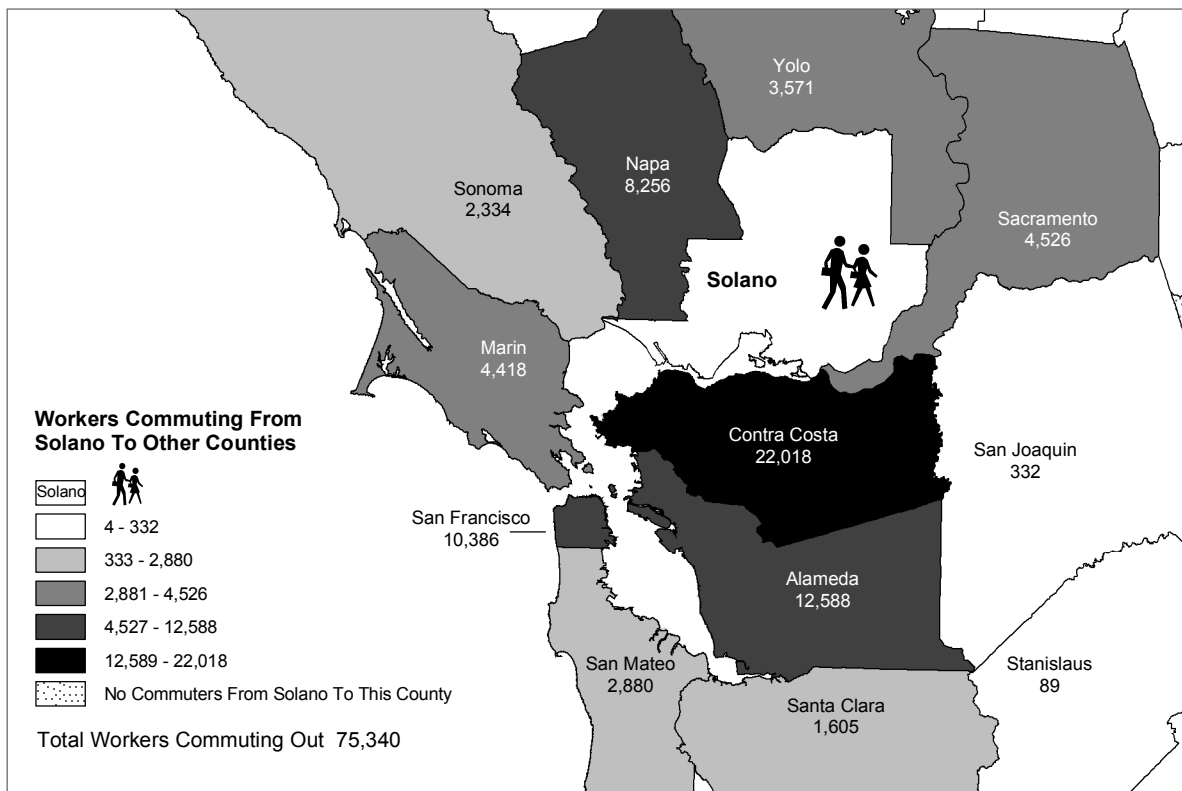 Yolo
3,571
Napa
8,256
Sonoma
2,334
Sacramento
4,526
Solano
Marin
4,418
Workers Commuting From
Solano To Other Counties
Solano
4 - 332
333 - 2,880
2,881 - 4,526
4,527 - 12,588
12,589 - 22,018
No Commuters From Solano To This County
Total Workers Commuting Out 75,340
Contra Costa
22,018
San Joaquin
332
San Francisco
10,386
Alameda
12,588
San Mateo
2,880
Stanislaus
89
Santa Clara
1,605